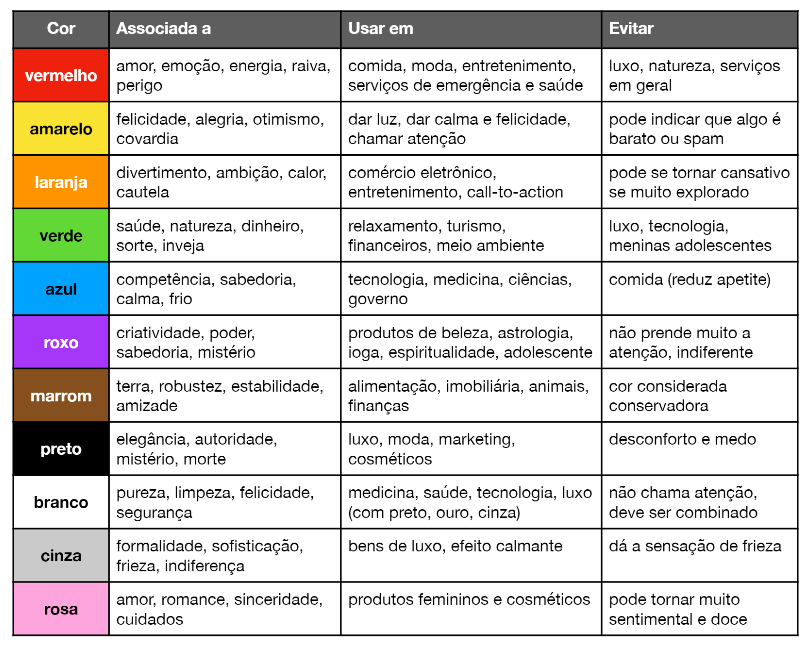 Cor Associada a Usar em Evitar
vermelho amor, emoção, energia, raiva, perigo comida, moda, entretenimento, serviços de emergência e saúde luxo, natureza, serviços em geral
amarelo felicidade, alegria, otimismo, covardia dar luz, dar calma e felicidade, chamar atenção pode indicar que algo é barato ou spam
laranja divertimento, ambição, calor, cautela comércio eletrônico, entretenimento, call-to-action pode se tornar cansativo se muito explorado
verde saúde, natureza, dinheiro, sorte, inveja relaxamento, turismo, financeiros, meio ambiente luxo, tecnologia, meninas adolescentes
azul competência, sabedoria, calma, frio tecnologia, medicina, ciências, governo comida (reduz apetite)
roxo criatividade, poder, sabedoria, mistério produtos de beleza, astrologia, ioga, espiritualidade, adolescente não prende muito a atenção, indiferente
marrom terra, robustez, estabilidade, amizade alimentação, imobiliária, animais, finanças cor considerada conservadora
preto elegância, autoridade, mistério, morte luxo, moda, marketing, cosméticos desconforto e medo
branco pureza, limpeza, felicidade, segurança medicina, saúde, tecnologia, luxo (com preto, ouro, cinza) não chama atenção, deve ser combinado
cinza formalidade, sofisticação, frieza, indiferença bens de luxo, efeito calmante dá a sensação de frieza
rosa amor, romance, sinceridade, cuidados produtos femininos e cosméticos pode tornar muito sentimental e doce